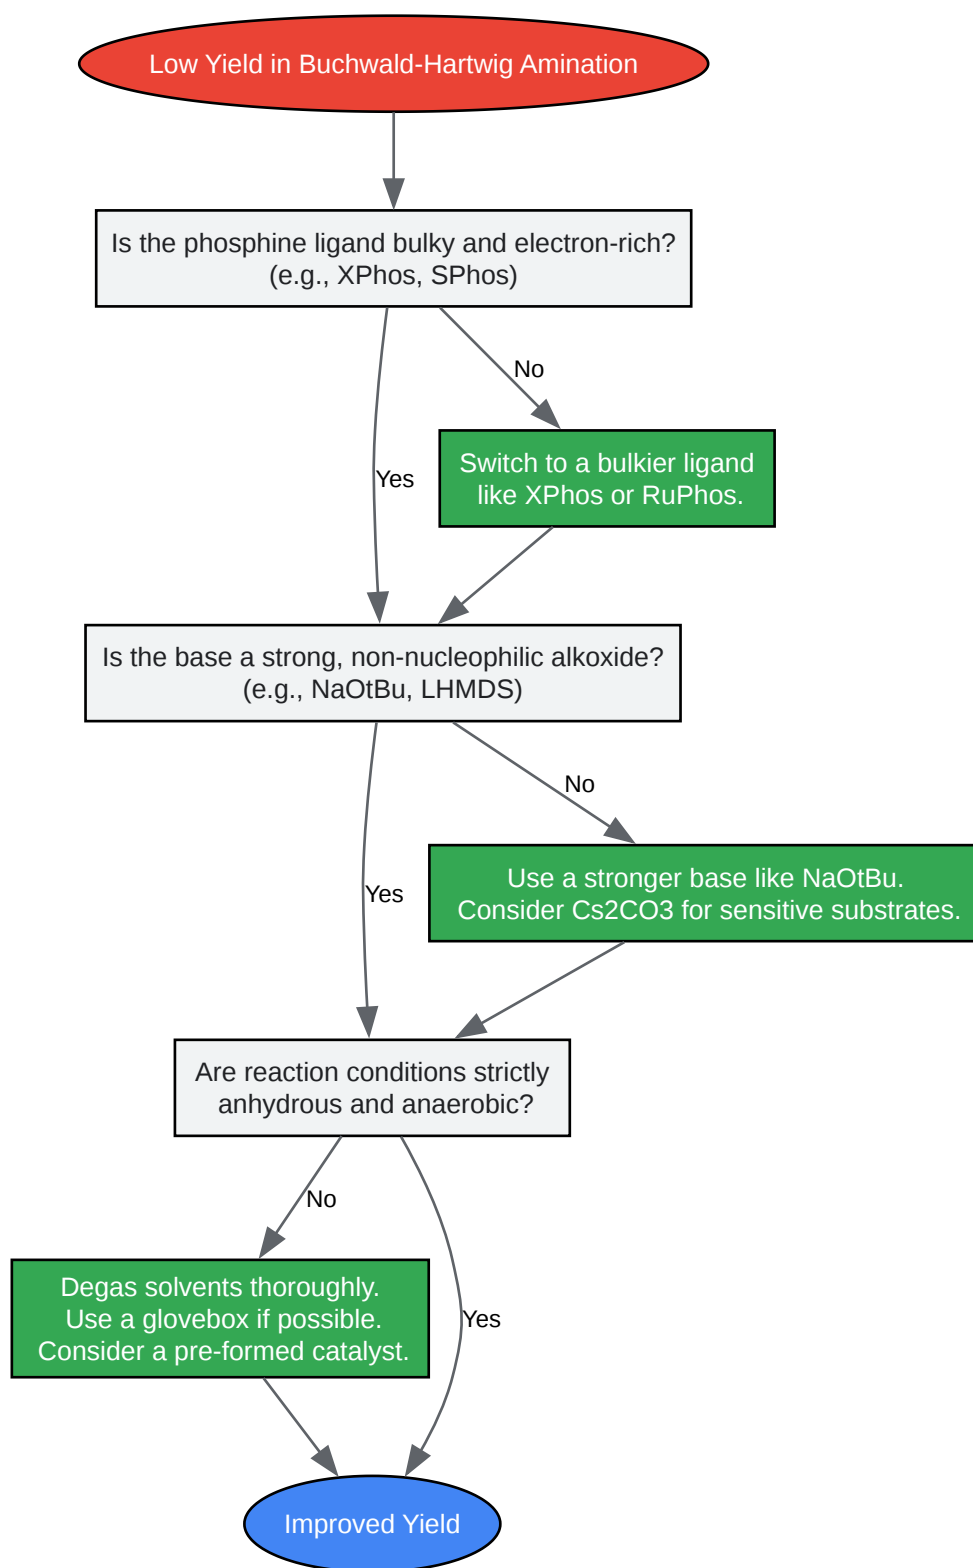 Low Yield in Buchwald-Hartwig Amination
Is the phosphine ligand bulky and electron-rich?
(e.g., XPhos, SPhos)
No
Switch to a bulkier ligand
like XPhos or RuPhos.
Yes
Is the base a strong, non-nucleophilic alkoxide?
(e.g., NaOtBu, LHMDS)
No
Use a stronger base like NaOtBu.
Consider Cs2CO3 for sensitive substrates.
Yes
Are reaction conditions strictly
anhydrous and anaerobic?
No
Degas solvents thoroughly.
Use a glovebox if possible.
Consider a pre-formed catalyst.
Yes
Improved Yield